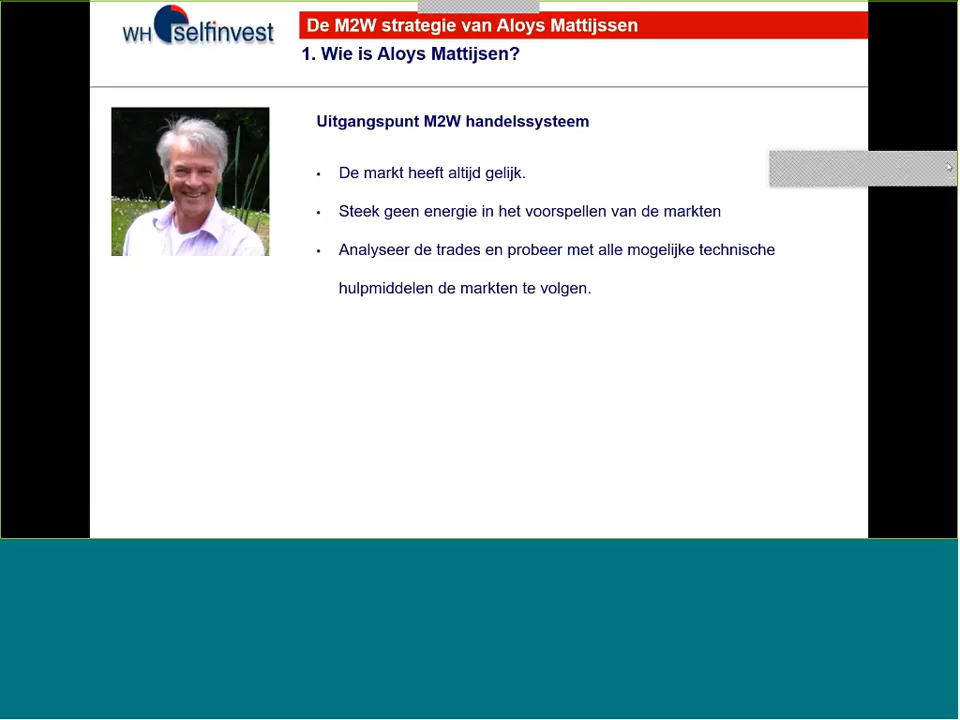 WH selfinvest
De M2W strategie van Aloys Mattijssen
1. Wie is Aloys Mattijsen?
Uitgangspunt M2W handelssysteem
• De markt heeft altijd gelijk.
• Steek geen energie in het voorspellen van de markten
• Analyseer de trades en probeer met alle mogelijke technische
hulpmiddelen de markten te volgen.